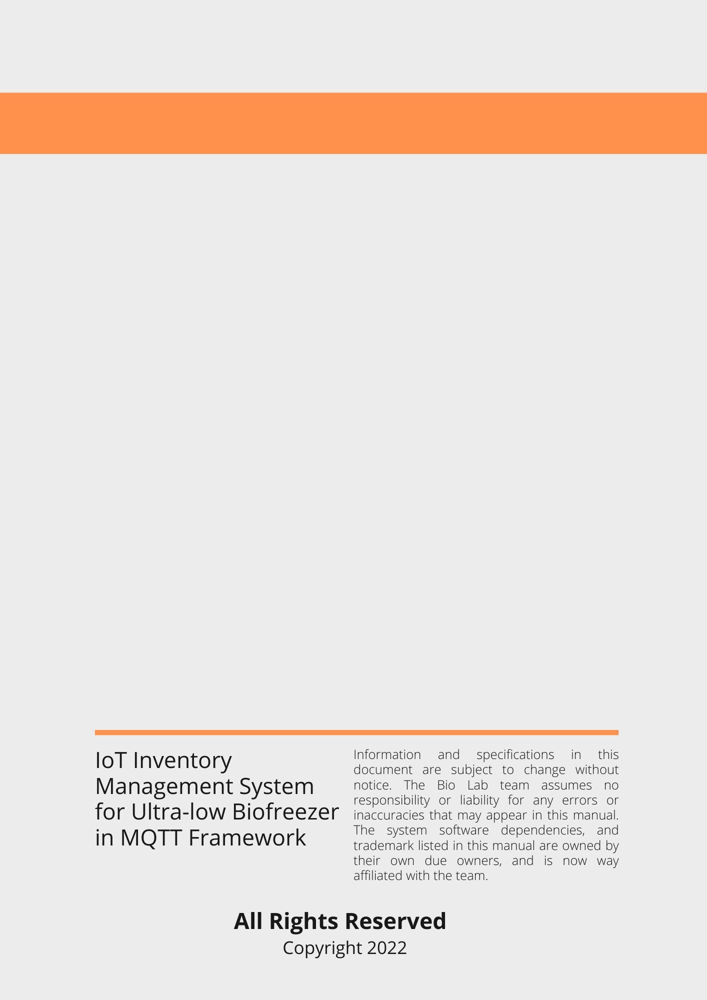 IoT Inventory
Management System
for Ultra-low Biofreezer
in MQTT Framework
Information and specifications in this
document are subject to change without
notice. The Bio Lab team assumes no
responsibility or liability for any errors or
inaccuracies that may appear in this manual.
The system software dependencies, and
trademark listed in this manual are owned by
their own due owners, and is now way
affiliated with the team.
All Rights Reserved
Copyright 2022